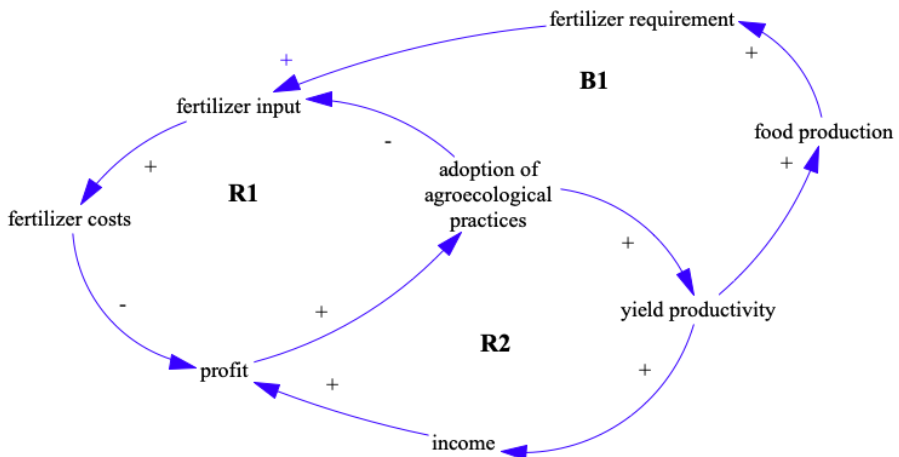 fertilizer requirement
+
+
B1
fertilizer input
food production
-
+
+
adoption of
agroecological
practices
R1
fertilizer costs
+
-
yield productivity
+
R2
profit
+
+
income